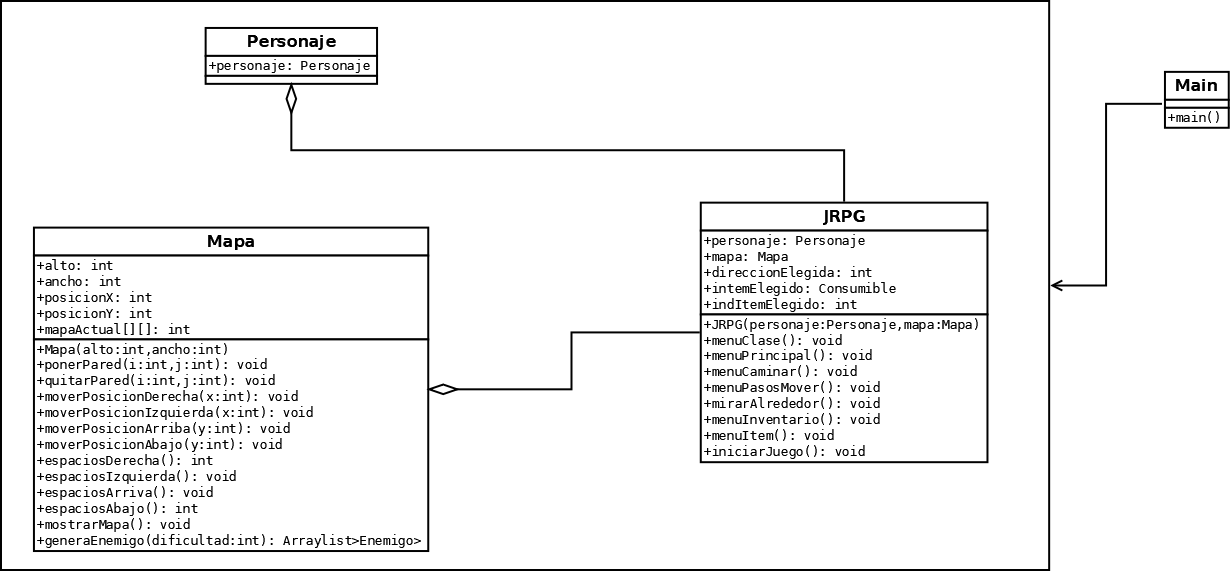 Personaje
+personaje: Personaje
Main
+main()
JRPG
+personaje: Personaje
+mapa: Mapa
+direccionElegida: int
+intemElegido: Consumible
+indItemElegido: int
+JRPG(personaje:Personaje,mapa:Mapa)
+menuClase(): void
+menuPrincipal(): void
+menuCaminar(): void
+menuPasosMover(): void
+mirarAlrededor(): void
+menuInventario(): void
+menuItem(): void
+iniciarJuego(): void
Mapa
+alto: int
+ancho: int
+posicionX: int
+posicionY: int
+mapaActual[][]: int
+Mapa(alto:int,ancho:int)
+ponerPared(i:int,j:int): void
+quitarPared(i:int,j:int): void
+moverPosicionDerecha(x:int): void
+moverPosicionIzquierda(x:int): void
+moverPosicionArriba(y:int): void
+moverPosicionAbajo(y:int): void
+espaciosDerecha(): int
+espaciosIzquierda(): void
+espaciosArriva(): void
+espaciosAbajo(): int
+mostrarMapa(): void
+generaEnemigo(dificultad:int): Arraylist>Enemigo>